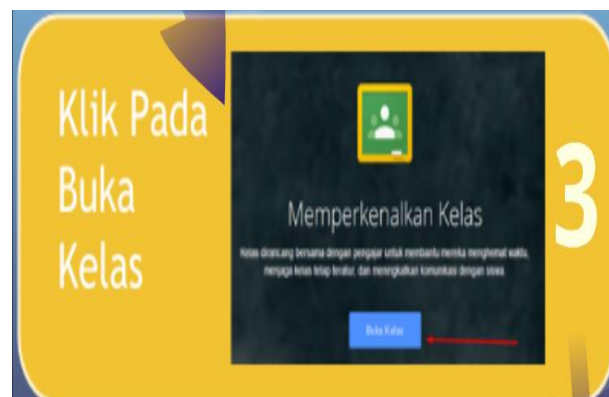 Klik Pada
Buka
Kelas
Memperkenalkan Kelas
Kelas dirancang bersama dengan pengajar untuk membantu mereka menghemat waktu,
menjaga kelas tetap teratur, dan meningkatkan komunikasi dengan siswa.
Buka Kelas
3